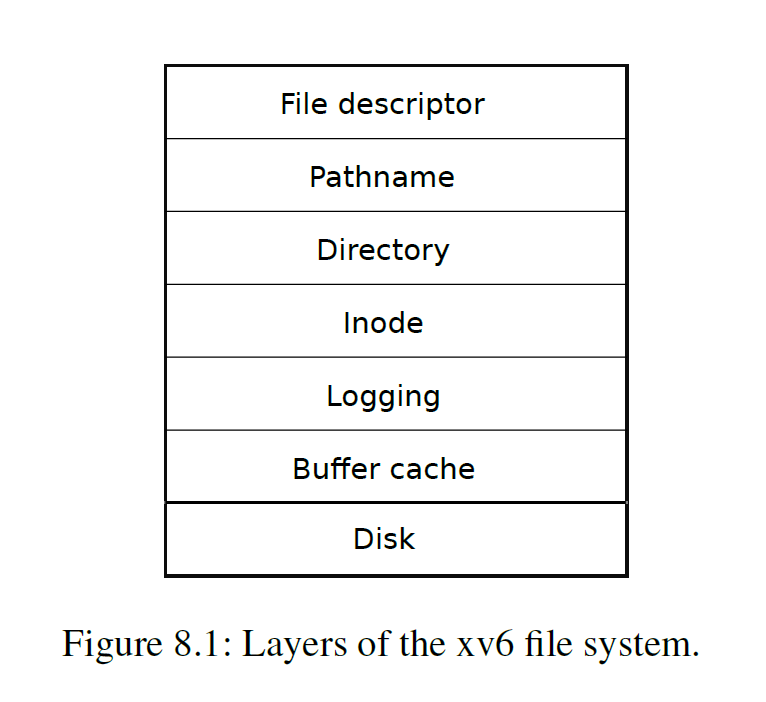 File descriptor
Pathname
Directory
Inode
Logging
Buffer cache
Disk
Figure 8.1: Layers of the xv6 file system.